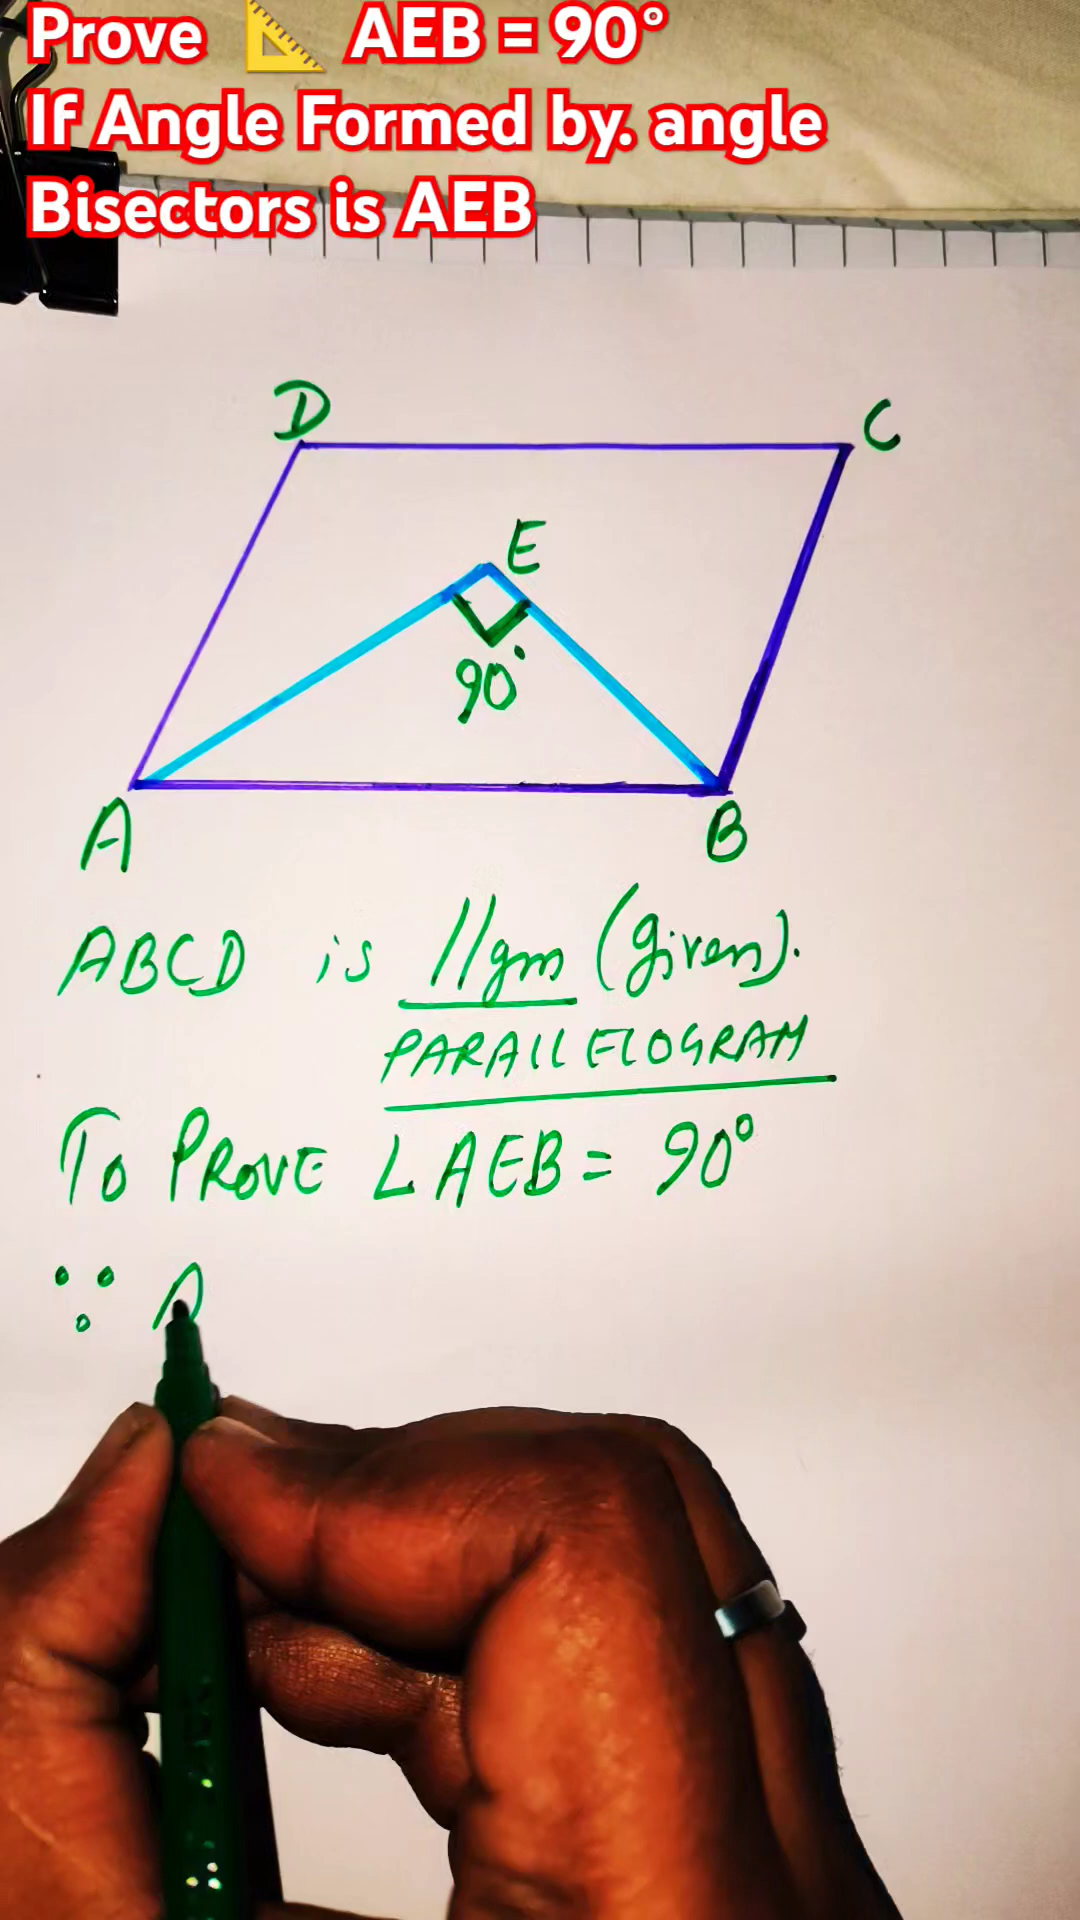 Prove 📐 AEB = 90°
If Angle Formed by. angle
Bisectors is AEB
D
C
E
90°
A
B
ABCD is //gm (given).
PARALLELOGRAM
TO PROVE ∠AEB = 90°
∵ A